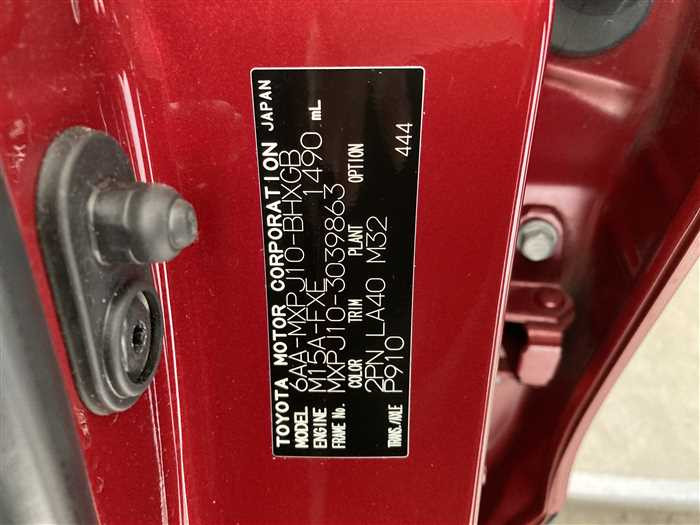 TOYOTA MOTOR CORPORATION JAPAN
MODEL 6AA-MXPJ10-BHXGB
ENGINE M15A-FXE 1490 mL
FRAME No. MXPJ10-3039863
COLOR TRIM PLANT OPTION
2PN LA40 M32 444
TRANS./AXLE P910